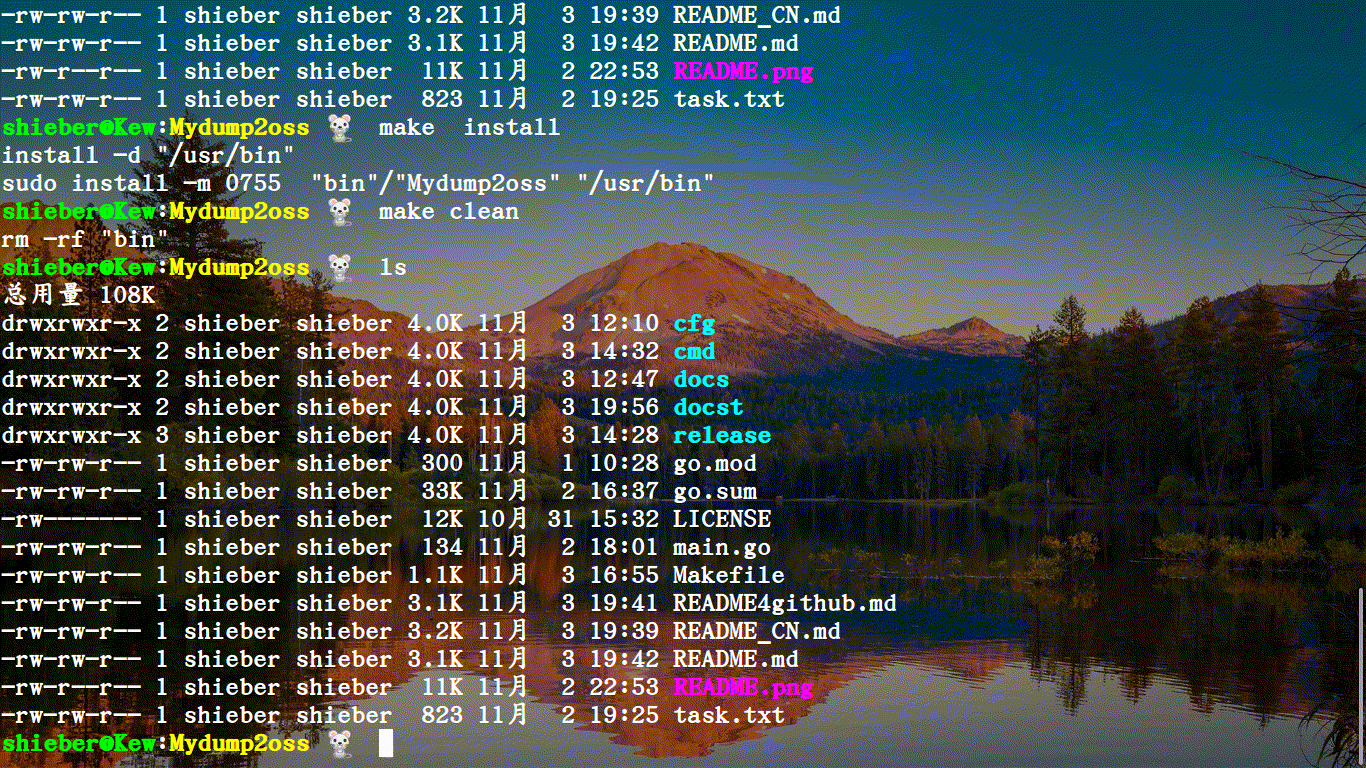 -rw-rw-r-- 1 shieber shieber 3.2K 11月  3 19:39 README_CN.md
-rw-rw-r-- 1 shieber shieber 3.1K 11月  3 19:42 README.md
-rw-r--r-- 1 shieber shieber  11K 11月  2 22:53 README.png
-rw-rw-r-- 1 shieber shieber  823 11月  2 19:25 task.txt
shieber@Kew:Mydump2oss 🐭  make  install
install -d "/usr/bin"
sudo install -m 0755  "bin"/"Mydump2oss" "/usr/bin"
shieber@Kew:Mydump2oss 🐭  make clean
rm -rf "bin"
shieber@Kew:Mydump2oss 🐭  ls
总用量 108K
drwxrwxr-x 2 shieber shieber 4.0K 11月  3 12:10 cfg
drwxrwxr-x 2 shieber shieber 4.0K 11月  3 14:32 cmd
drwxrwxr-x 2 shieber shieber 4.0K 11月  3 12:47 docs
drwxrwxr-x 2 shieber shieber 4.0K 11月  3 19:56 docst
drwxrwxr-x 3 shieber shieber 4.0K 11月  3 14:28 release
-rw-rw-r-- 1 shieber shieber  300 11月  1 10:28 go.mod
-rw-rw-r-- 1 shieber shieber  33K 11月  2 16:37 go.sum
-rw------- 1 shieber shieber  12K 10月 31 15:32 LICENSE
-rw-rw-r-- 1 shieber shieber  134 11月  2 18:01 main.go
-rw-rw-r-- 1 shieber shieber 1.1K 11月  3 16:55 Makefile
-rw-rw-r-- 1 shieber shieber 3.1K 11月  3 19:41 README4github.md
-rw-rw-r-- 1 shieber shieber 3.2K 11月  3 19:39 README_CN.md
-rw-rw-r-- 1 shieber shieber 3.1K 11月  3 19:42 README.md
-rw-r--r-- 1 shieber shieber  11K 11月  2 22:53 README.png
-rw-rw-r-- 1 shieber shieber  823 11月  2 19:25 task.txt
shieber@Kew:Mydump2oss 🐭